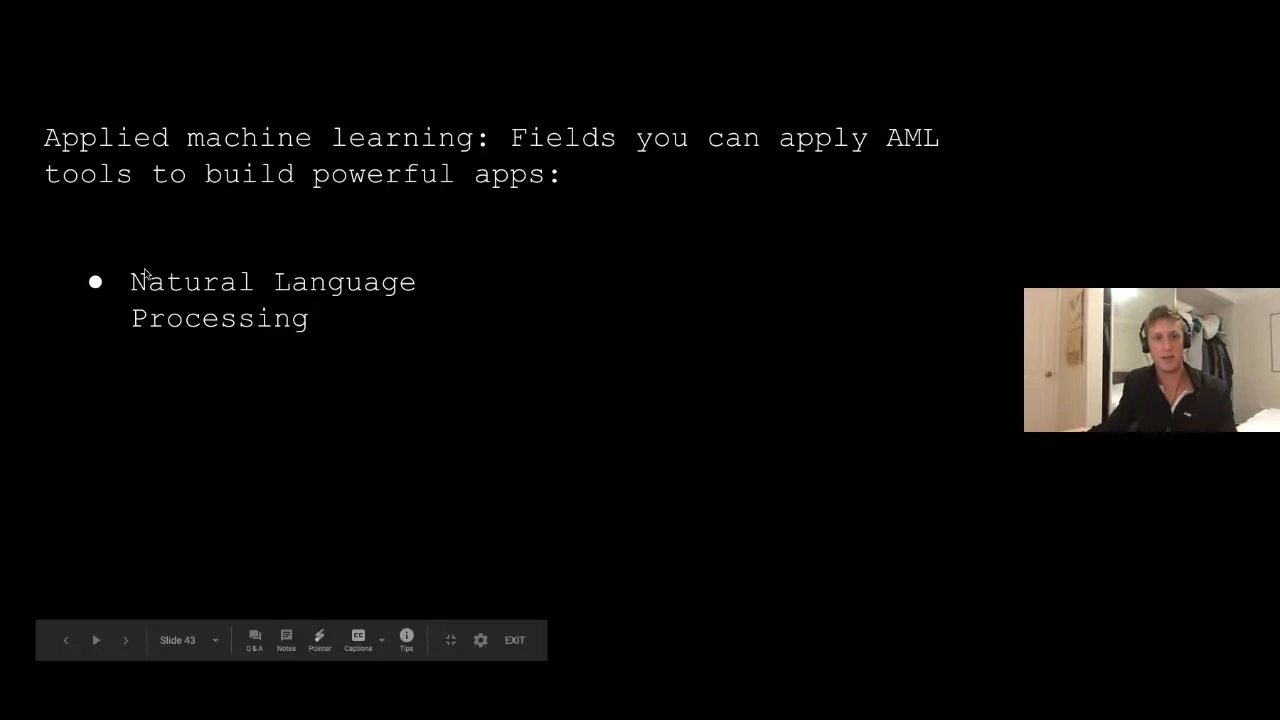 Applied machine learning: Fields you can apply AML
tools to build powerful apps:
● Natural Language
Processing
Slide 43
Q & A
Notes
Pointer
CC
Captions
Tips
EXIT